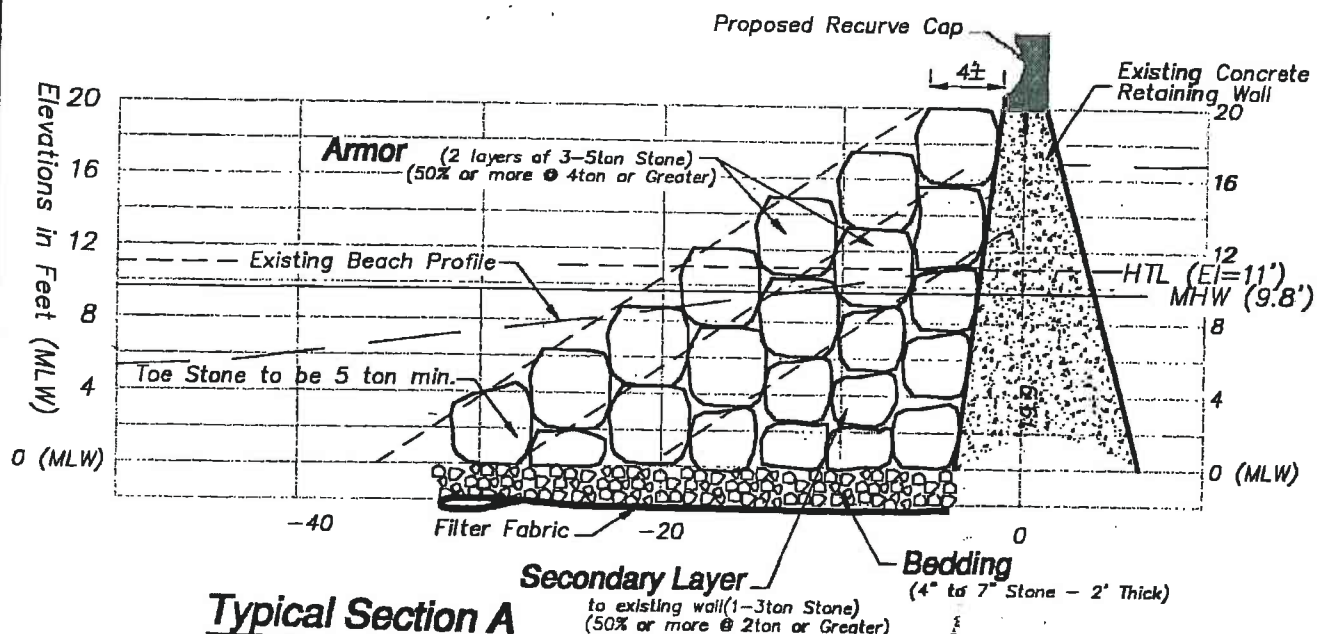 Proposed Recurve Cap
4'±
Existing Concrete
Retaining Wall
Elevations in Feet (MLW)
20
16
12
8
4
0 (MLW)
Armor (2 layers of 3-5ton Stone)
(50% or more @ 4ton or Greater)
Existing Beach Profile
Toe Stone to be 5 ton min.
20
16
12
HTL (El=11')
MHW (9.8')
8
4
0 (MLW)
-40
-20
0
Filter Fabric
Bedding
(4" to 7" Stone - 2' Thick)
Secondary Layer
to existing wall(1-3ton Stone)
(50% or more @ 2ton or Greater)
Typical Section A